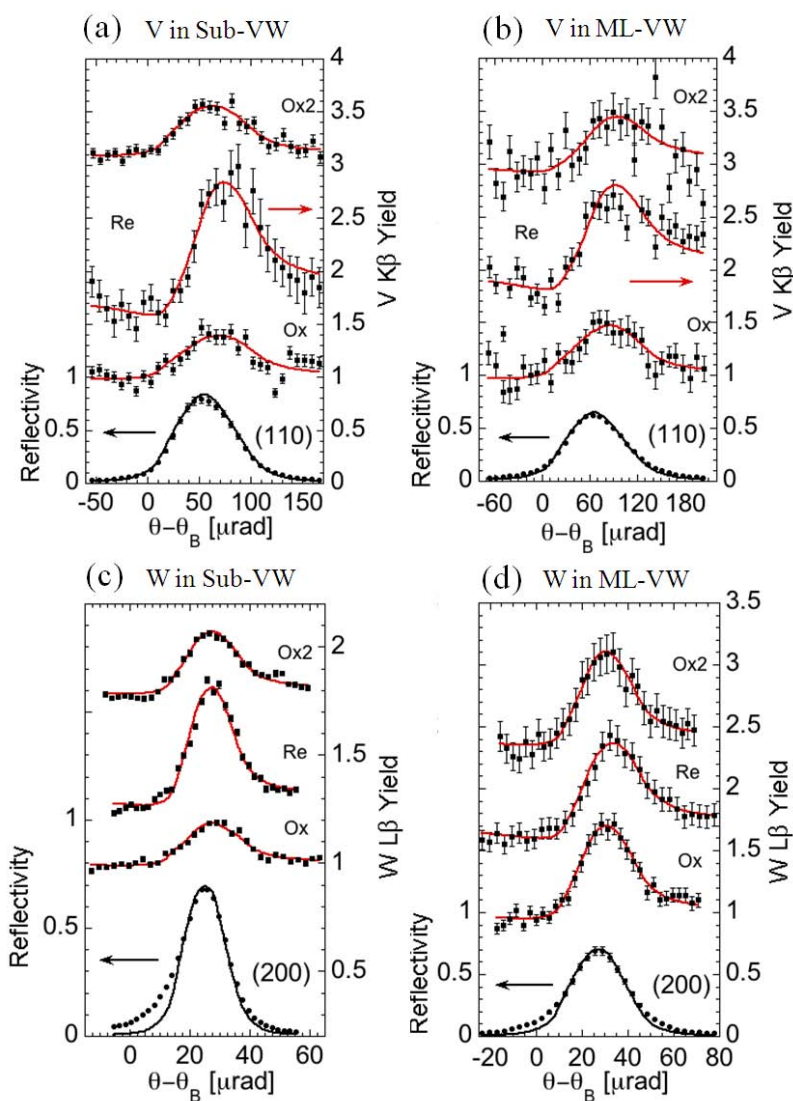 (a) V in Sub-VW
Ox2
Re
Ox
(110)
Reflectivity
0
0.5
1
V Kβ Yield
0
0.5
1
1.5
2
2.5
3
3.5
4
-50 0 50 100 150
θ−θB [μrad]
(b) V in ML-VW
Ox2
Re
Ox
(110)
Reflecitivity
0
0.5
1
V Kβ Yield
0
0.5
1
1.5
2
2.5
3
3.5
4
-60 0 60 120 180
θ−θB [μrad]
(c) W in Sub-VW
Ox2
Re
Ox
(200)
Reflectivity
0
0.5
1
W Lβ Yield
0.5
1
1.5
2
0 20 40 60
θ−θB [μrad]
(d) W in ML-VW
Ox2
Re
Ox
(200)
Reflectivity
0
0.5
1
W Lβ Yield
0
0.5
1
1.5
2
2.5
3
3.5
-20 0 20 40 60 80
θ−θB [μrad]